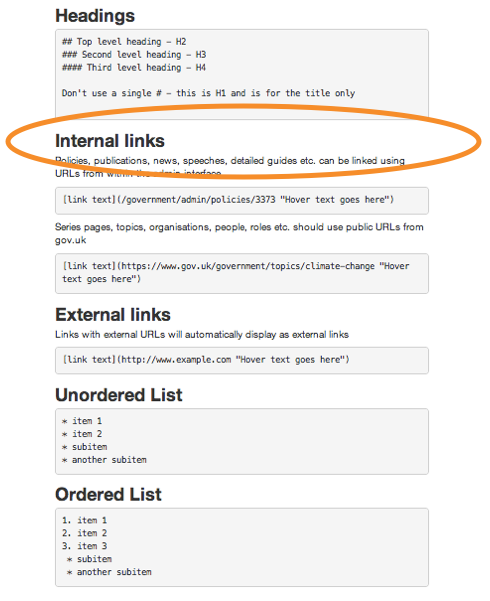 Headings
## Top level heading - H2
### Second level heading - H3
#### Third level heading - H4
Don't use a single # - this is H1 and is for the title only
Internal links
Policies, publications, news, speeches, detailed guides etc. can be linked using
URLs from within the admin interface
[link text](/government/admin/policies/3373 "Hover text goes here")
Series pages, topics, organisations, people, roles etc. should use public URLs from
gov.uk
[link text](https://www.gov.uk/government/topics/climate-change "Hover
text goes here")
External links
Links with external URLs will automatically display as external links
[link text](http://www.example.com "Hover text goes here")
Unordered List
* item 1
* item 2
* subitem
* another subitem
Ordered List
1. item 1
2. item 2
3. item 3
* subitem
* another subitem